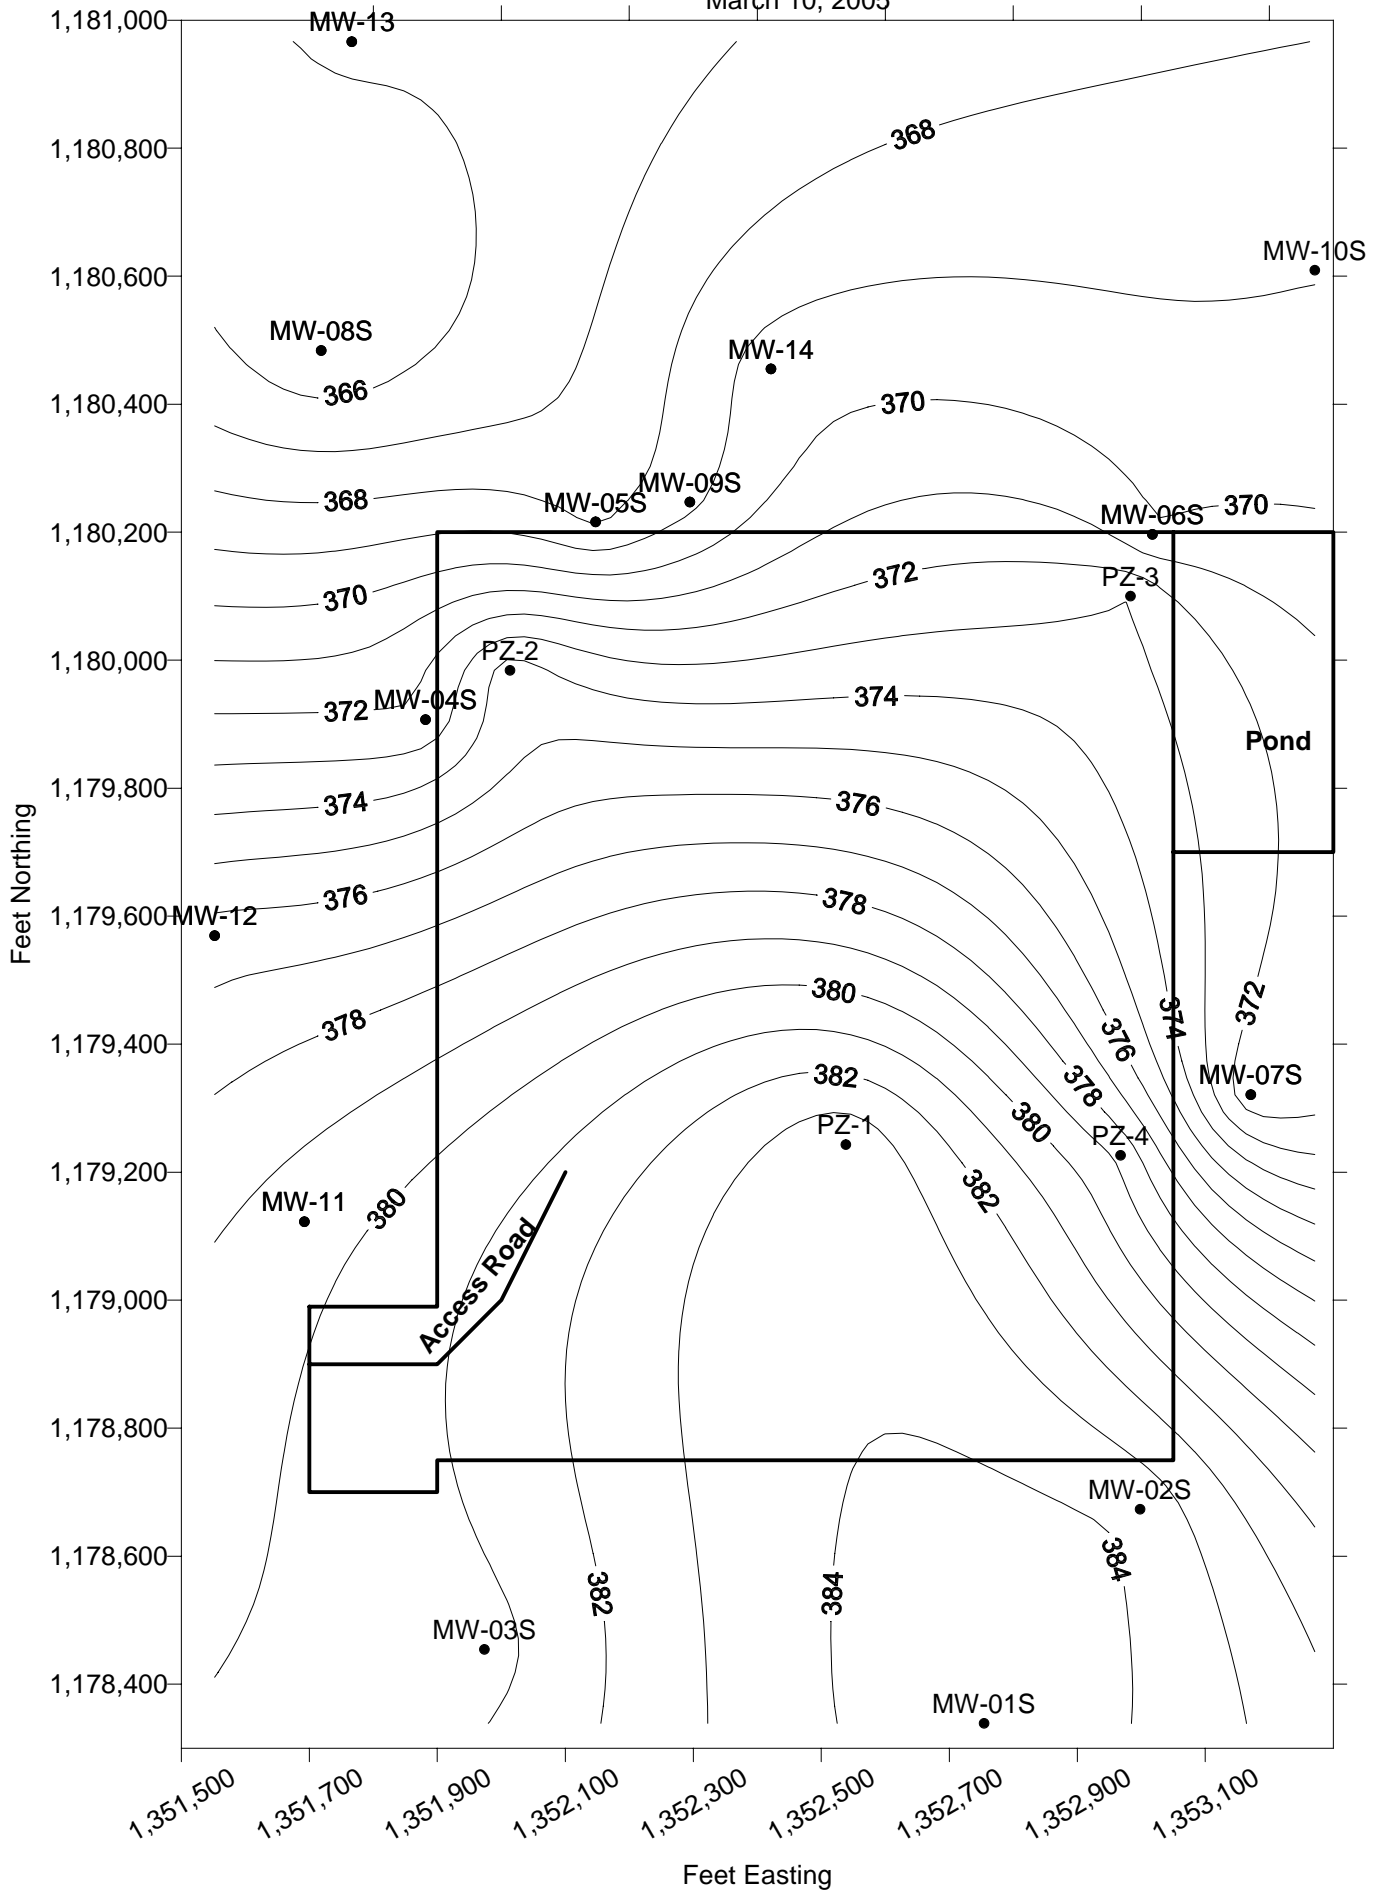 March 10, 2005
1,181,000
MW-13
368
1,180,800
MW-10S
1,180,600
MW-08S
MW-14
366
370
1,180,400
MW-09S
368
MW-05S
370
MW-06S
1,180,200
372
PZ-3
370
PZ-2
1,180,000
MW-04S
374
372
Pond
1,179,800
374
376
Feet Northing
376
378
1,179,600
MW-12
380
372
374
378
376
1,179,400
382
378
MW-07S
380
PZ-1
PZ-4
1,179,200
382
MW-11
380
Access Road
1,179,000
1,178,800
MW-02S
384
1,178,600
382
384
MW-03S
1,178,400
MW-01S
1,351,500
1,351,700
1,351,900
1,352,100
1,352,300
1,352,500
1,352,700
1,352,900
1,353,100
Feet Easting